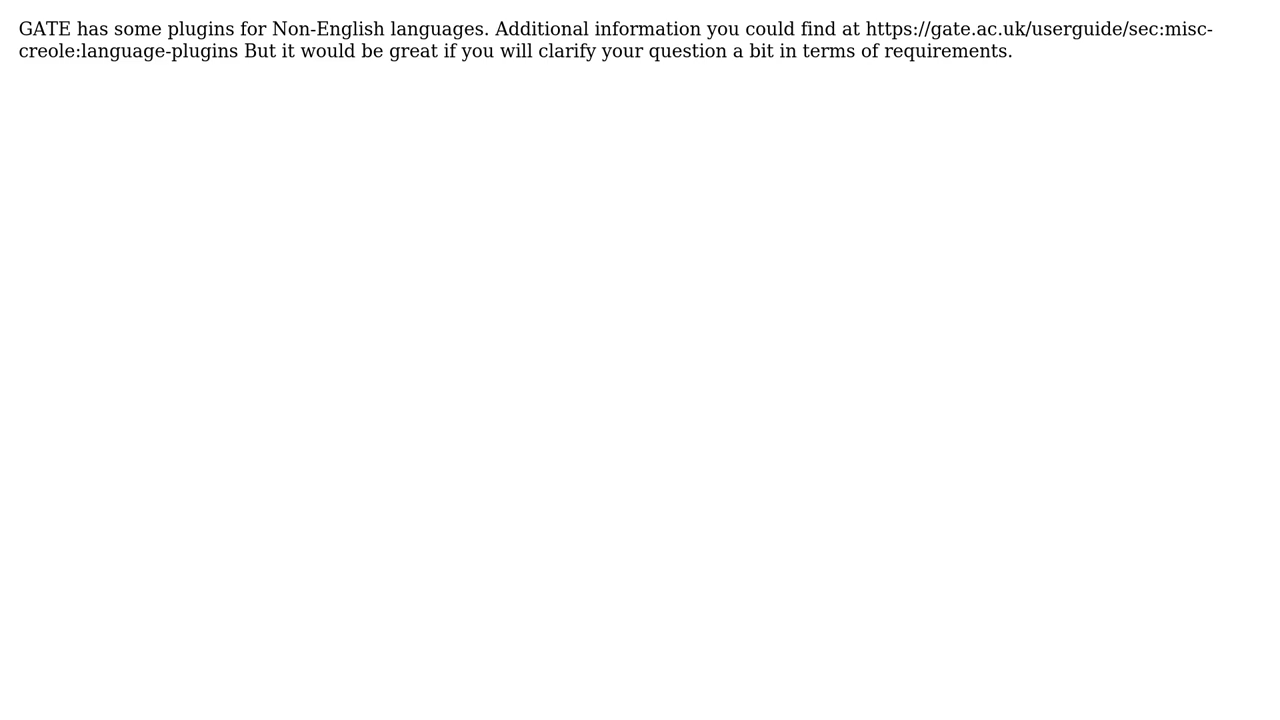 GATE has some plugins for Non-English languages. Additional information you could find at https://gate.ac.uk/userguide/sec:misc-
creole:language-plugins But it would be great if you will clarify your question a bit in terms of requirements.